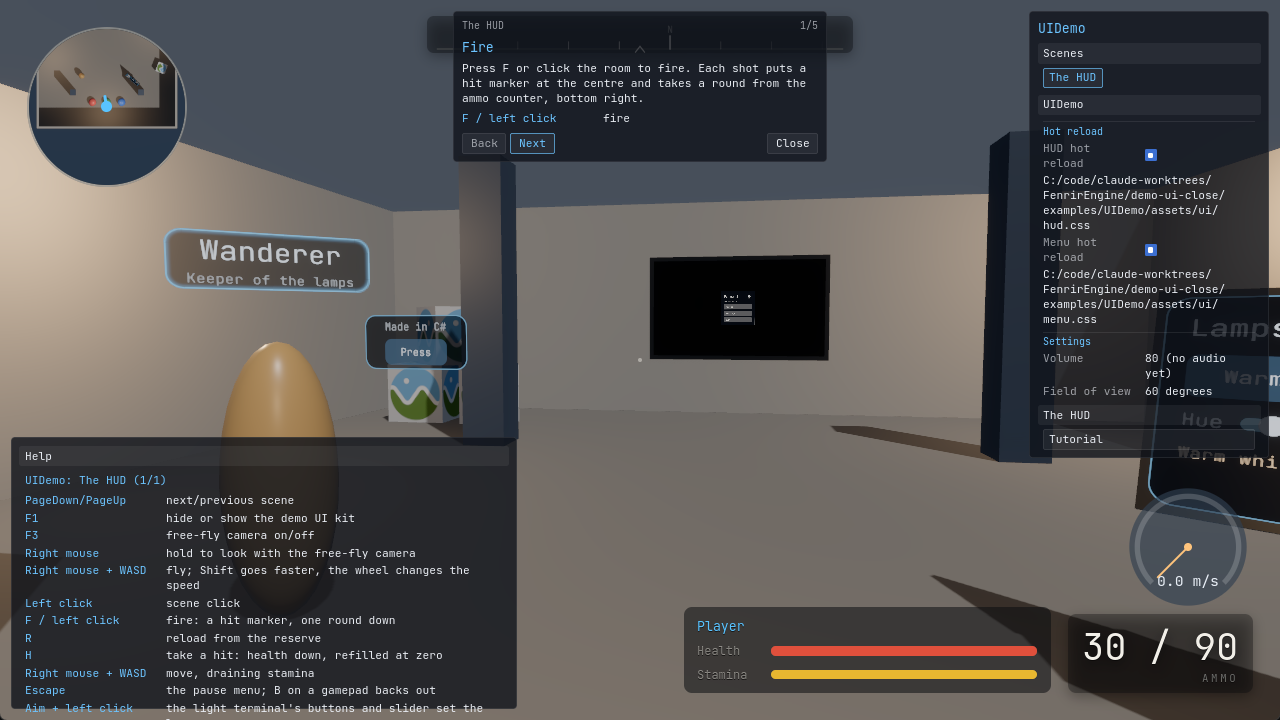 N
The HUD 1/5
Fire
Press F or click the room to fire. Each shot puts a
hit marker at the centre and takes a round from the
ammo counter, bottom right.
F / left click fire
Back Next Close
UIDemo
Scenes
The HUD
UIDemo
Hot reload
HUD hot
reload
C:/code/claude-worktrees/
FenrirEngine/demo-ui-close/
examples/UIDemo/assets/ui/
hud.css
Menu hot
reload
C:/code/claude-worktrees/
FenrirEngine/demo-ui-close/
examples/UIDemo/assets/ui/
menu.css
Settings
Volume 80 (no audio
yet)
Field of view 60 degrees
The HUD
Tutorial
Wanderer
Keeper of the lamps
Made in C#
Press
Lamps
Warm
Hue
Warm whi
Help
UIDemo: The HUD (1/1)
PageDown/PageUp next/previous scene
F1 hide or show the demo UI kit
F3 free-fly camera on/off
Right mouse hold to look with the free-fly camera
Right mouse + WASD fly; Shift goes faster, the wheel changes the
speed
Left click scene click
F / left click fire: a hit marker, one round down
R reload from the reserve
H take a hit: health down, refilled at zero
Right mouse + WASD move, draining stamina
Escape the pause menu; B on a gamepad backs out
Aim + left click the light terminal's buttons and slider set the
0.0 m/s
Player
Health
Stamina
30 / 90
AMMO